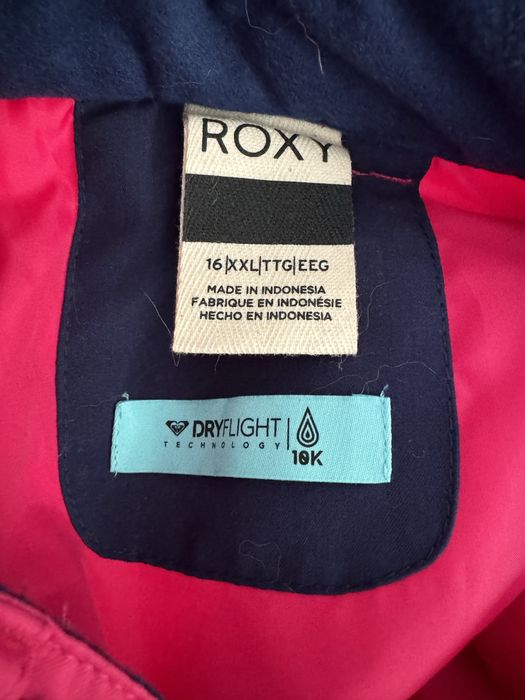 ROXY
16|XXL|TTG|EEG
MADE IN INDONESIA
FABRIQUE EN INDONÉSIE
HECHO EN INDONESIA
DRYFLIGHT
TECHNOLOGY
10K